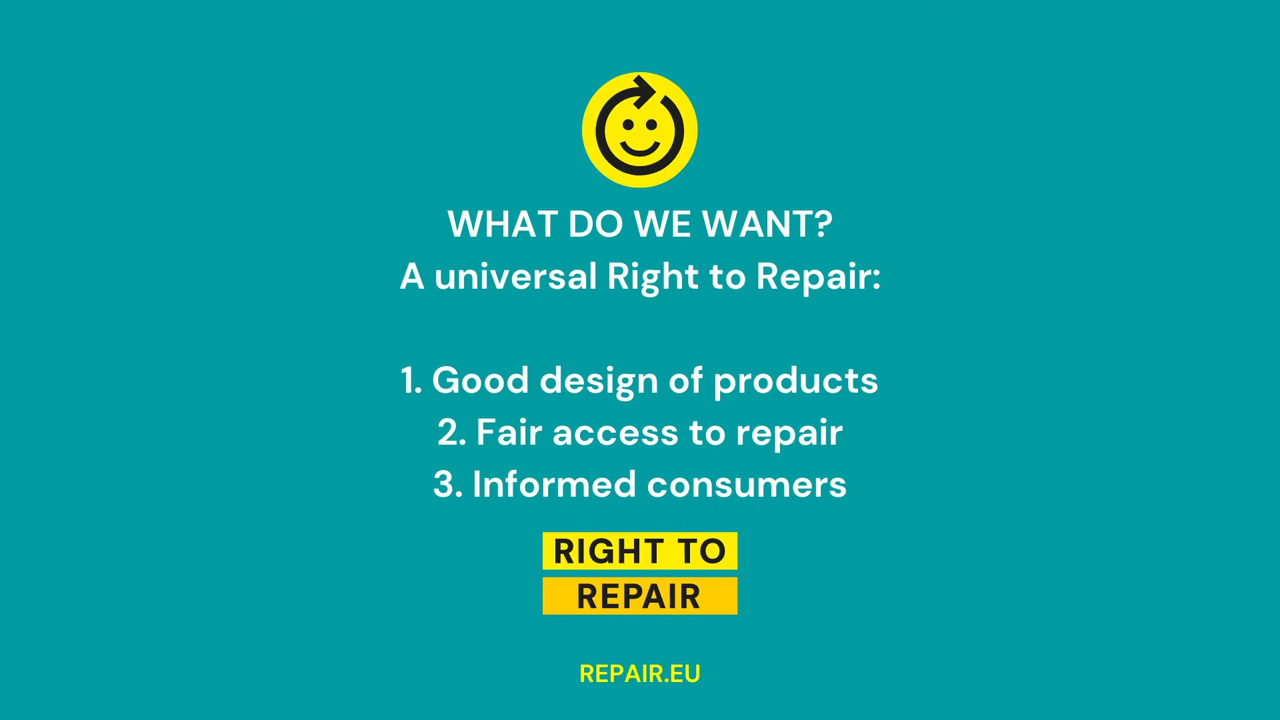 WHAT DO WE WANT?
A universal Right to Repair:
1. Good design of products
2. Fair access to repair
3. Informed consumers
RIGHT TO
REPAIR
REPAIR.EU